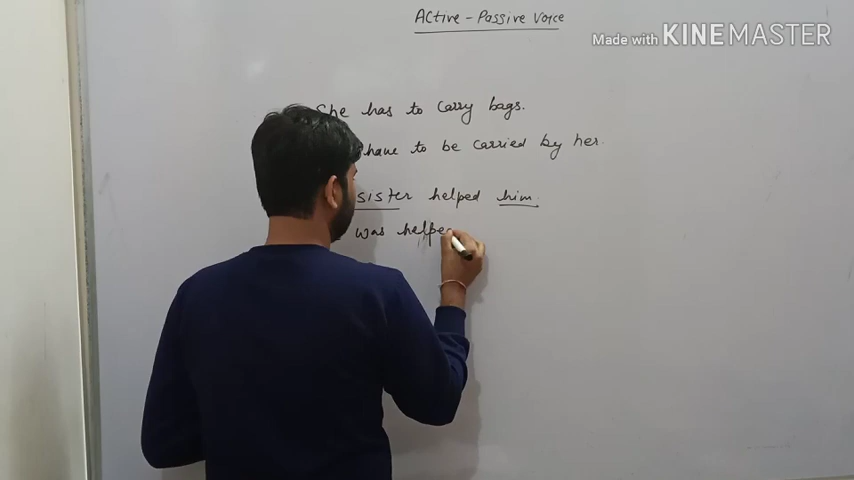 Active - Passive Voice
Made with KINEMASTER
She has to carry bags.
have to be carried by her.
sister helped him.
was helpe